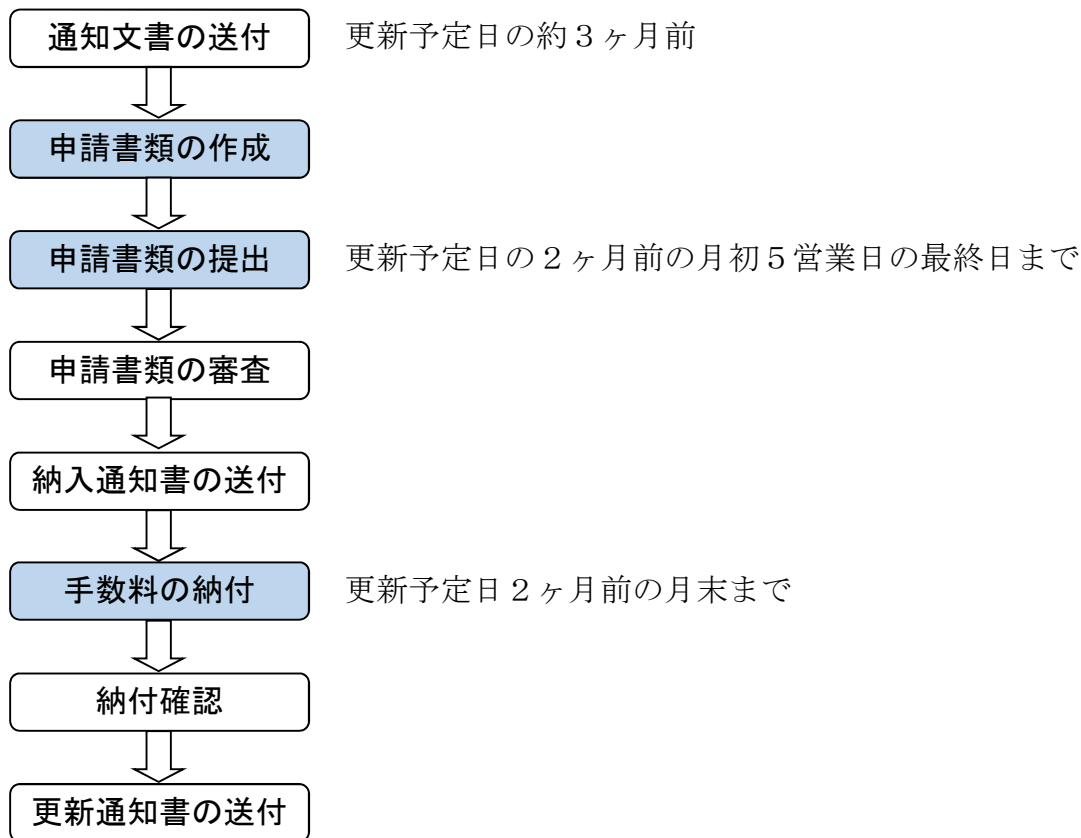 通知文書の送付 更新予定日の約３ヶ月前
申請書類の作成
申請書類の提出 更新予定日の２ヶ月前の月初５営業日の最終日まで
申請書類の審査
納入通知書の送付
手数料の納付 更新予定日２ヶ月前の月末まで
納付確認
更新通知書の送付